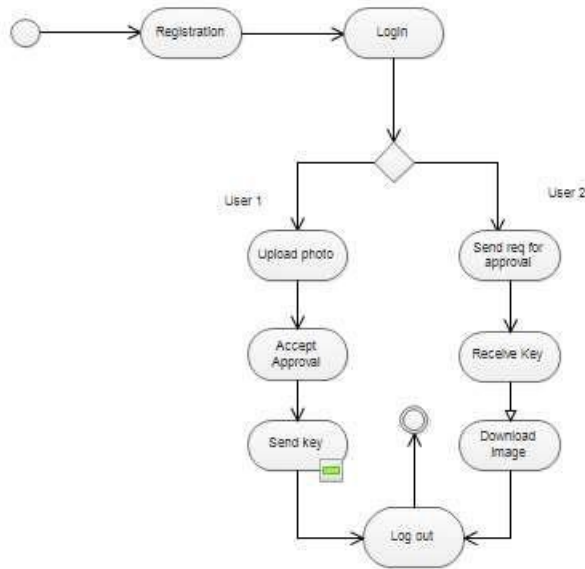 Registration
Login
User 1
User 2
Upload photo
Send req for
approval
Accept
Approval
Receive Key
Send key
Download
Image
Log out